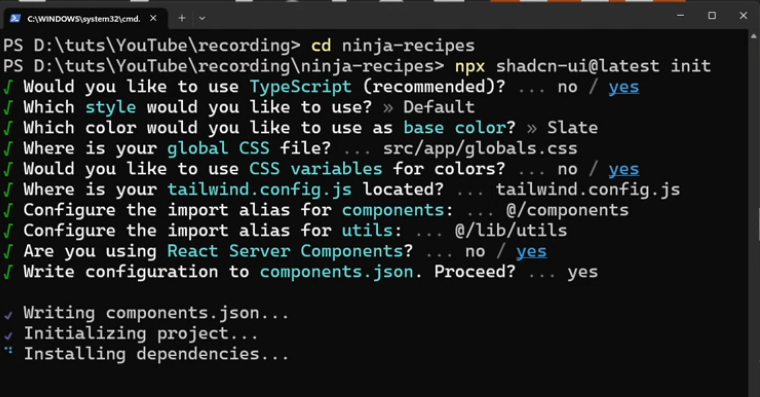 C:\WINDOWS\system32\cmd.
PS D:\tuts\YouTube\recording> cd ninja-recipes
PS D:\tuts\YouTube\recording\ninja-recipes> npx shadcn-ui@latest init
√ Would you like to use TypeScript (recommended)? ... no / yes
√ Which style would you like to use? » Default
√ Which color would you like to use as base color? » Slate
√ Where is your global CSS file? ... src/app/globals.css
√ Would you like to use CSS variables for colors? ... no / yes
√ Where is your tailwind.config.js located? ... tailwind.config.js
√ Configure the import alias for components: ... @/components
√ Configure the import alias for utils: ... @/lib/utils
√ Are you using React Server Components? ... no / yes
√ Write configuration to components.json. Proceed? ... yes
✓ Writing components.json...
✓ Initializing project...
Installing dependencies...